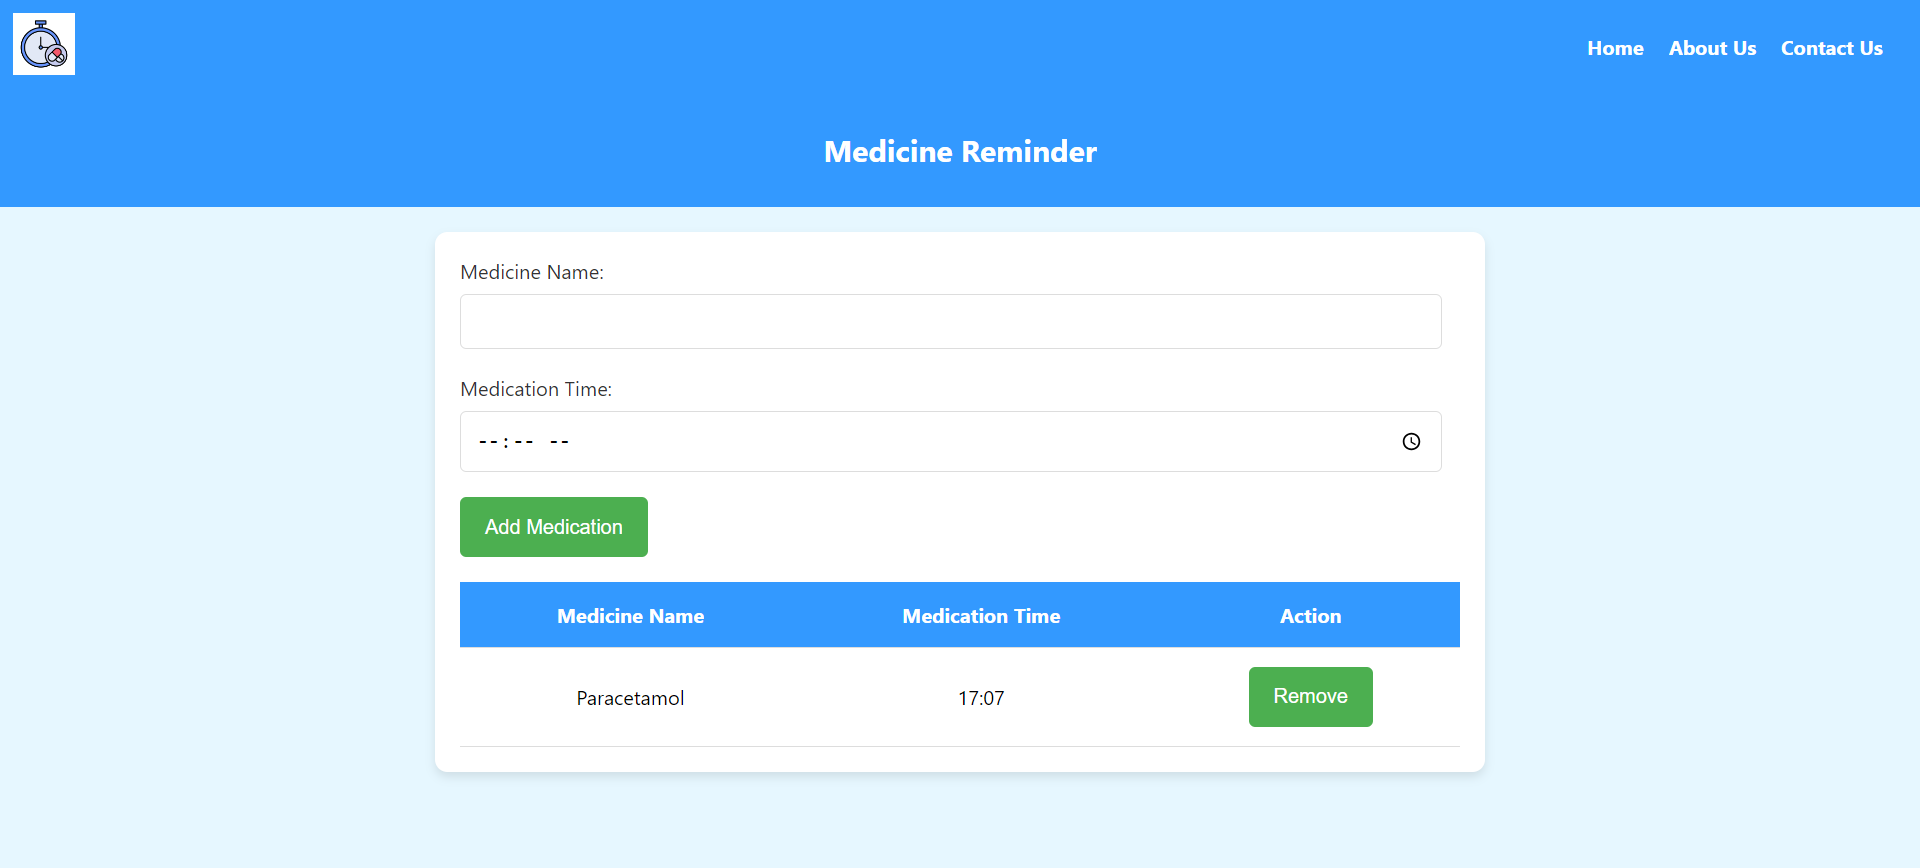 Home About Us Contact Us
Medicine Reminder
Medicine Name:
Medication Time:
--:-- --
Add Medication
Medicine Name Medication Time Action
Paracetamol 17:07 Remove